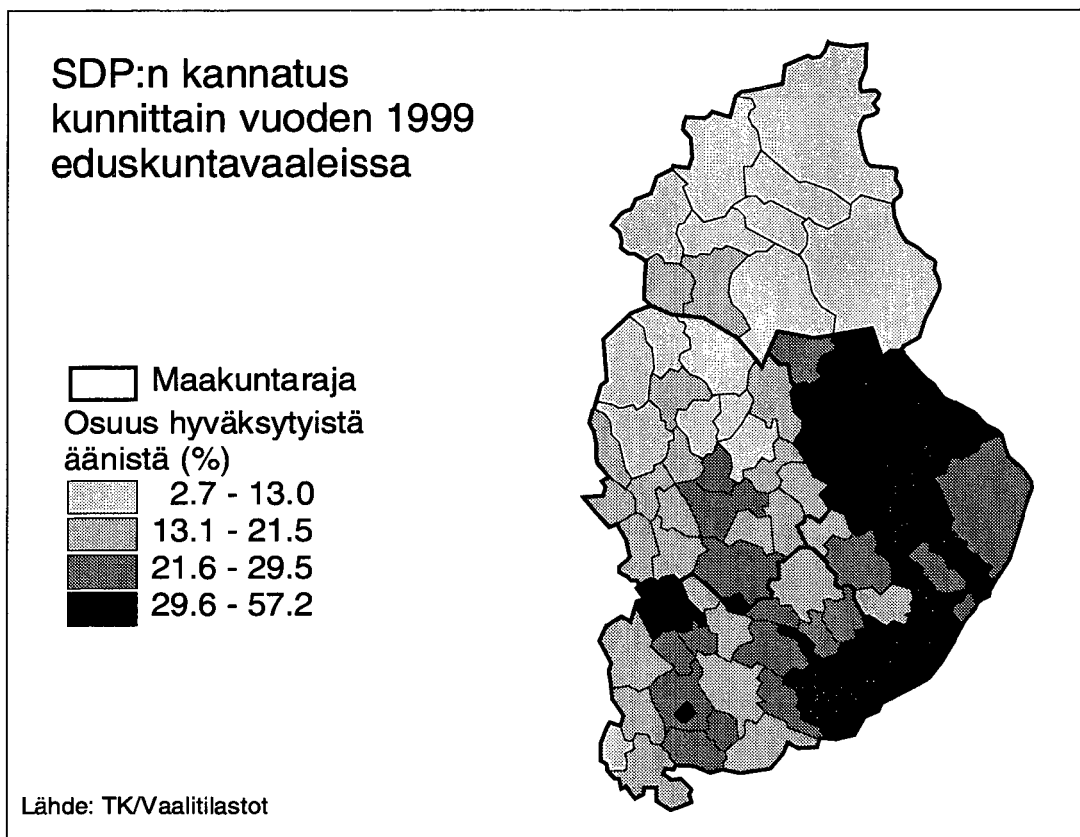 SDP:n kannatus
kunnittain vuoden 1999
eduskuntavaaleissa
Maakuntaraja
Osuus hyväksytyistä
äänistä (%)
2.7 - 13.0
13.1 - 21.5
21.6 - 29.5
29.6 - 57.2
Lähde: TK/Vaalitilastot